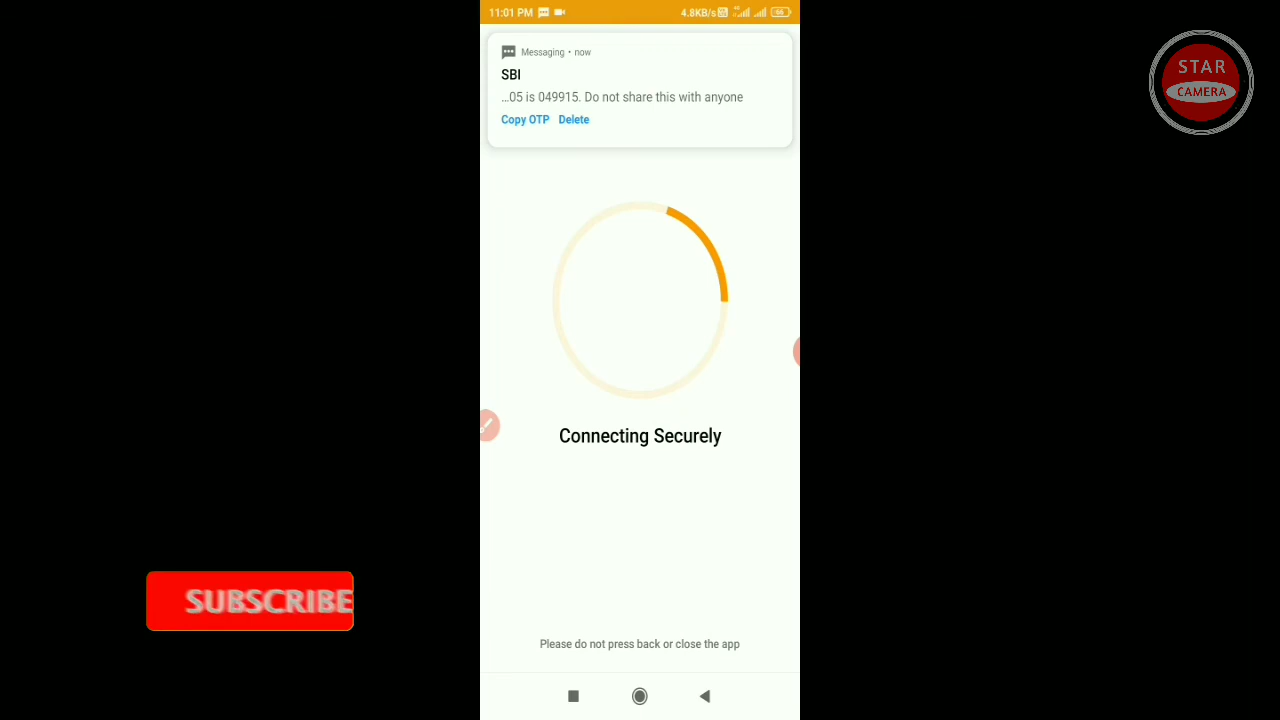 11:01 PM
4.8KB/s
Messaging • now
SBI
...05 is 049915. Do not share this with anyone
Copy OTP Delete
STAR
CAMERA
Connecting Securely
SUBSCRIBE
Please do not press back or close the app